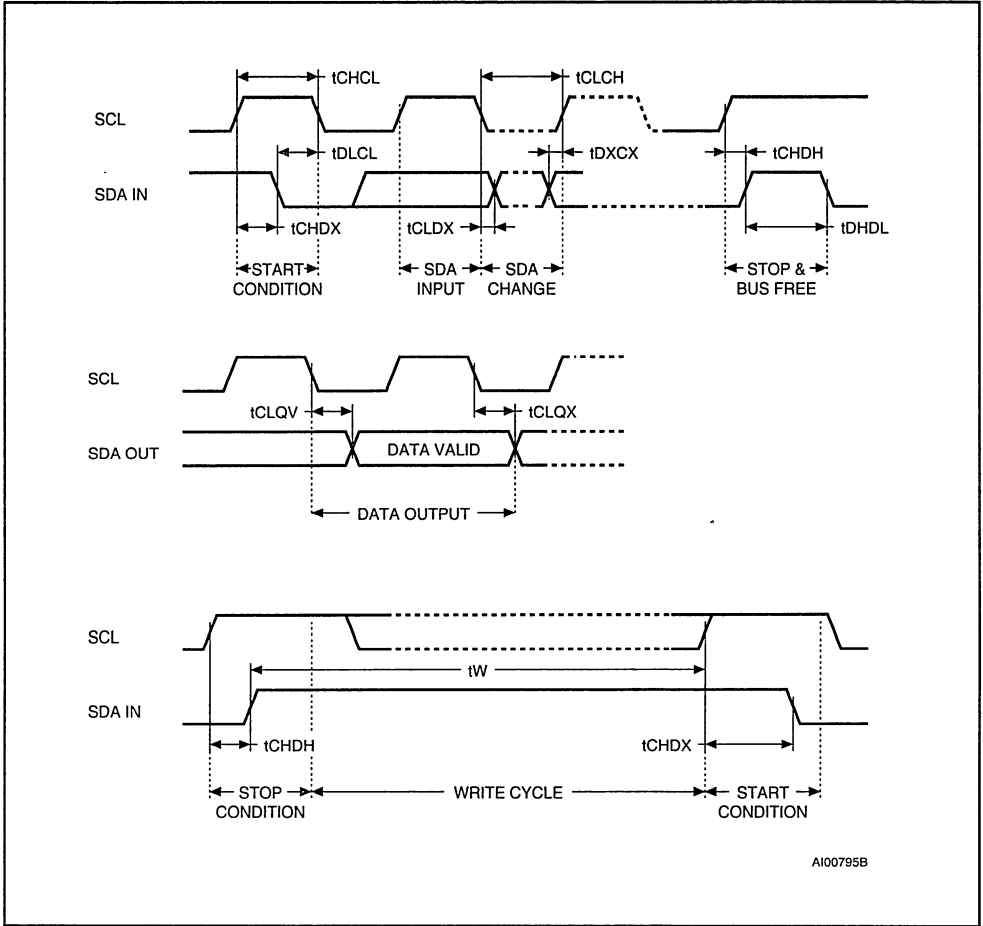 tCHCL
tCLCH
SCL
tDLCL
tDXCX
tCHDH
SDA IN
tCHDX
tCLDX
tDHDL
START
CONDITION
SDA
INPUT
SDA
CHANGE
STOP &
BUS FREE
SCL
tCLQV
tCLQX
SDA OUT
DATA VALID
DATA OUTPUT
SCL
tW
SDA IN
tCHDH
tCHDX
STOP
CONDITION
WRITE CYCLE
START
CONDITION
AI00795B